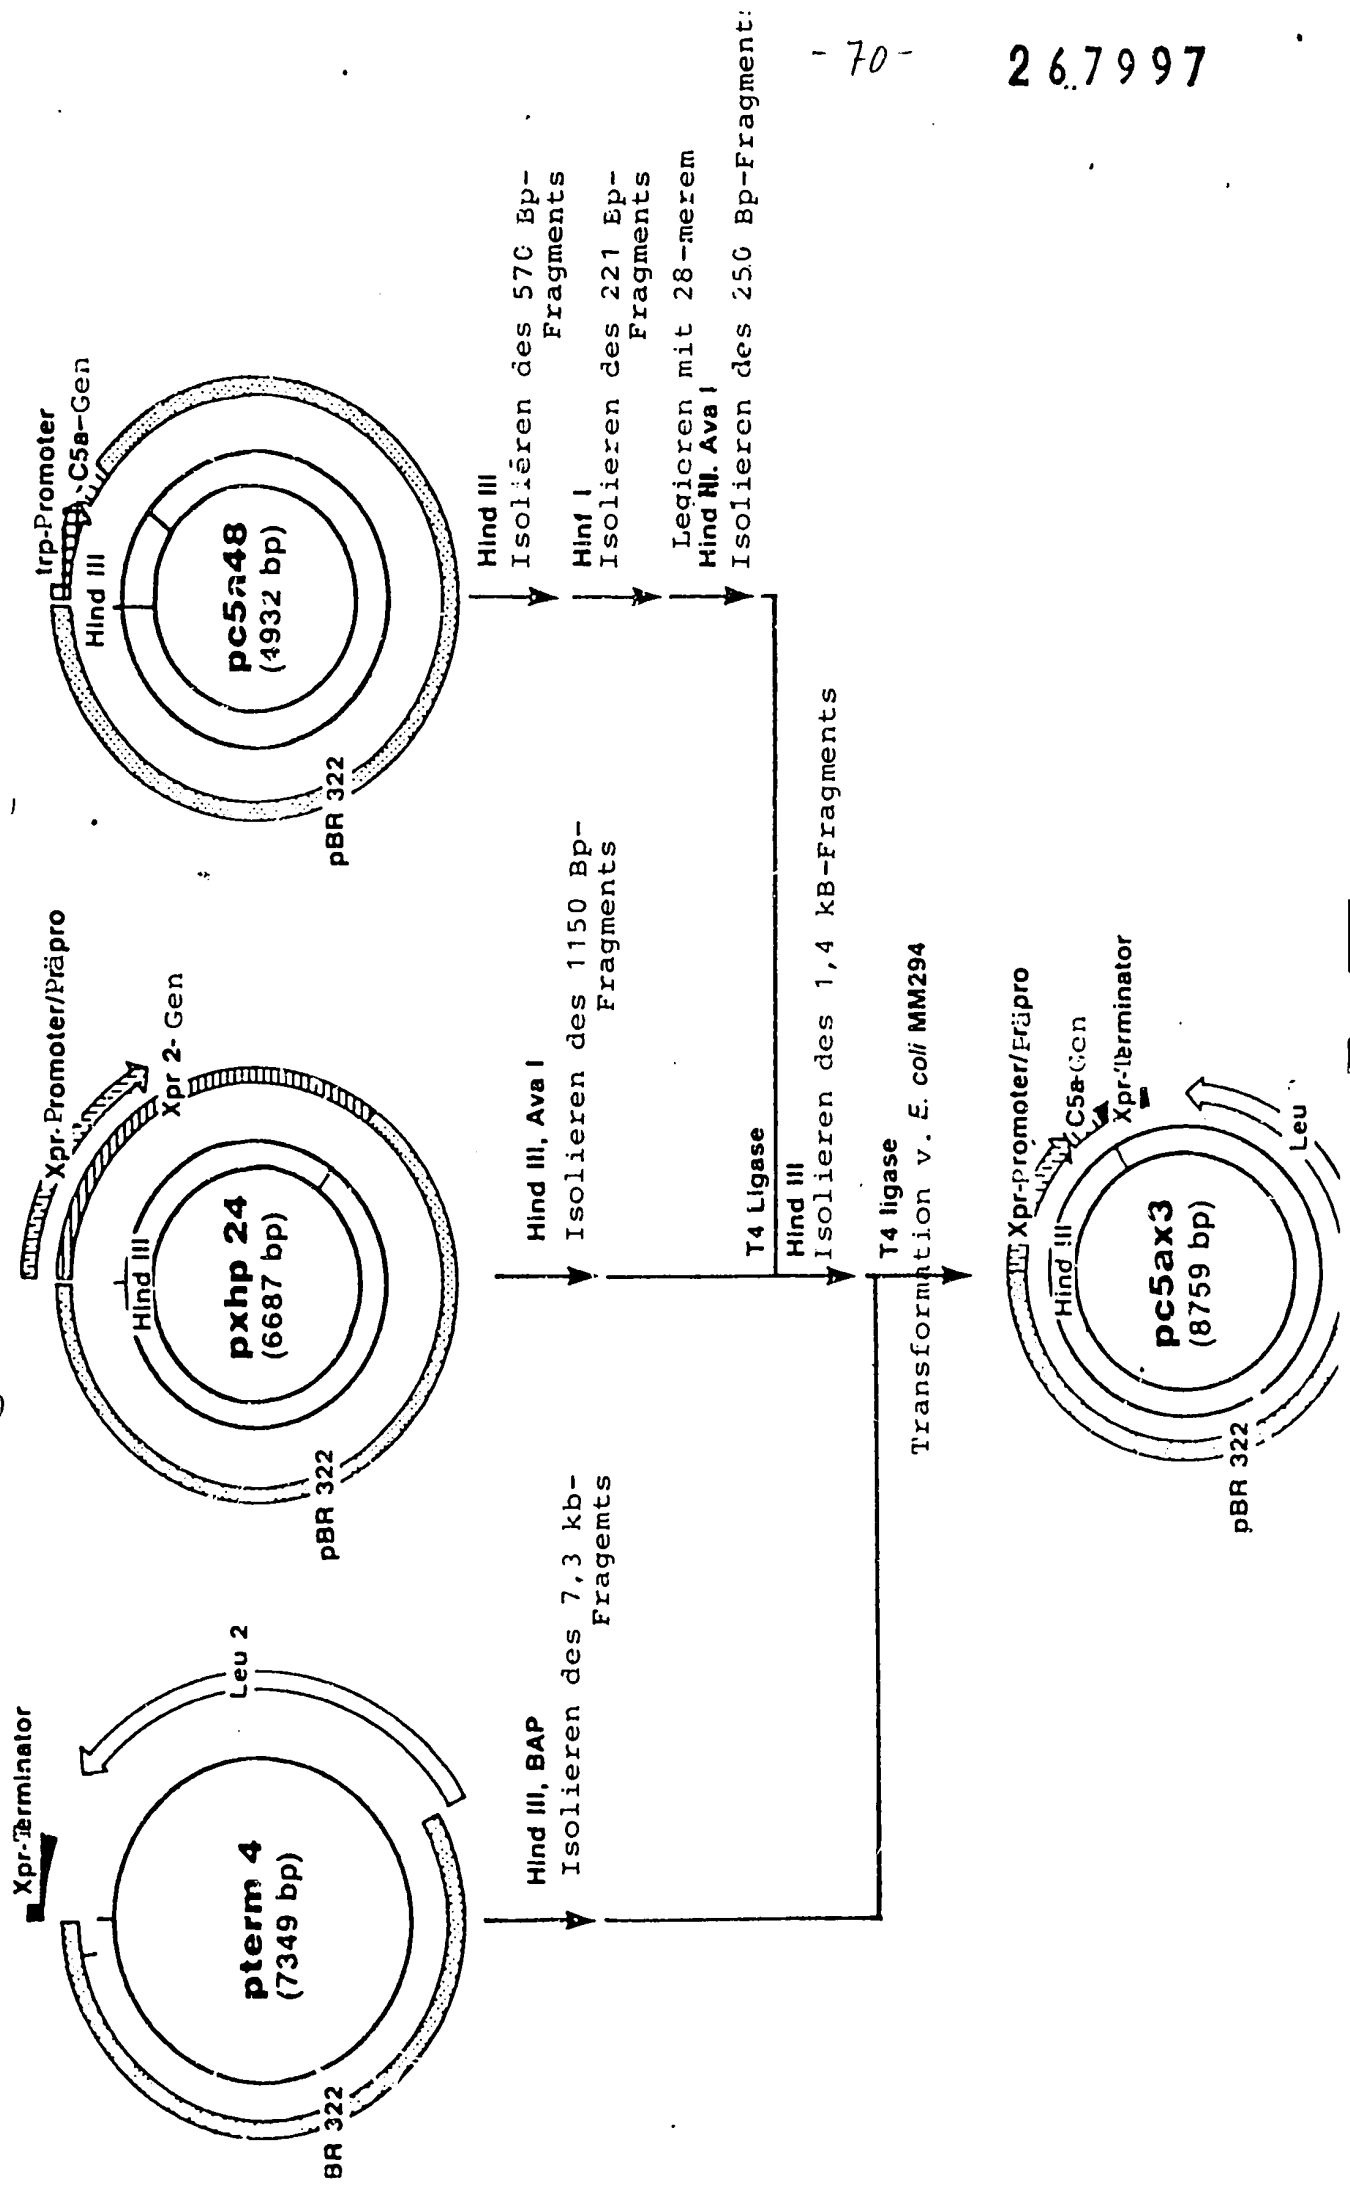 - 70 -
26.7997
Xpr-Terminator
Leu 2
pterm 4
(7349 bp)
BR 322
Hind III, BAP
Isolieren des 7,3 kb-
Fragemts
Xpr-Promoter/Präpro
Xpr 2-Gen
Hind III
pxhp 24
(6687 bp)
pBR 322
Hind III, Ava I
Isolieren des 1150 Bp-
Fragments
trp-Promoter
C5a-Gen
Hind III
pc5a48
(4932 bp)
pBR 322
Hind III
Isolieren des 570 Bp-
Fragments
Hinf I
Isolieren des 221 Bp-
Fragments
Legieren mit 28-merem
Hind III. Ava I
Isolieren des 250 Bp-Fragment
T4 Ligase
Hind III
Isolieren des 1,4 kB-Fragments
T4 ligase
Transformation v. E. coli MM294
Xpr-Promoter/Präpro
C5a-Gen
Xpr-Terminator
Hind III
pc5ax3
(8759 bp)
Leu
pBR 322